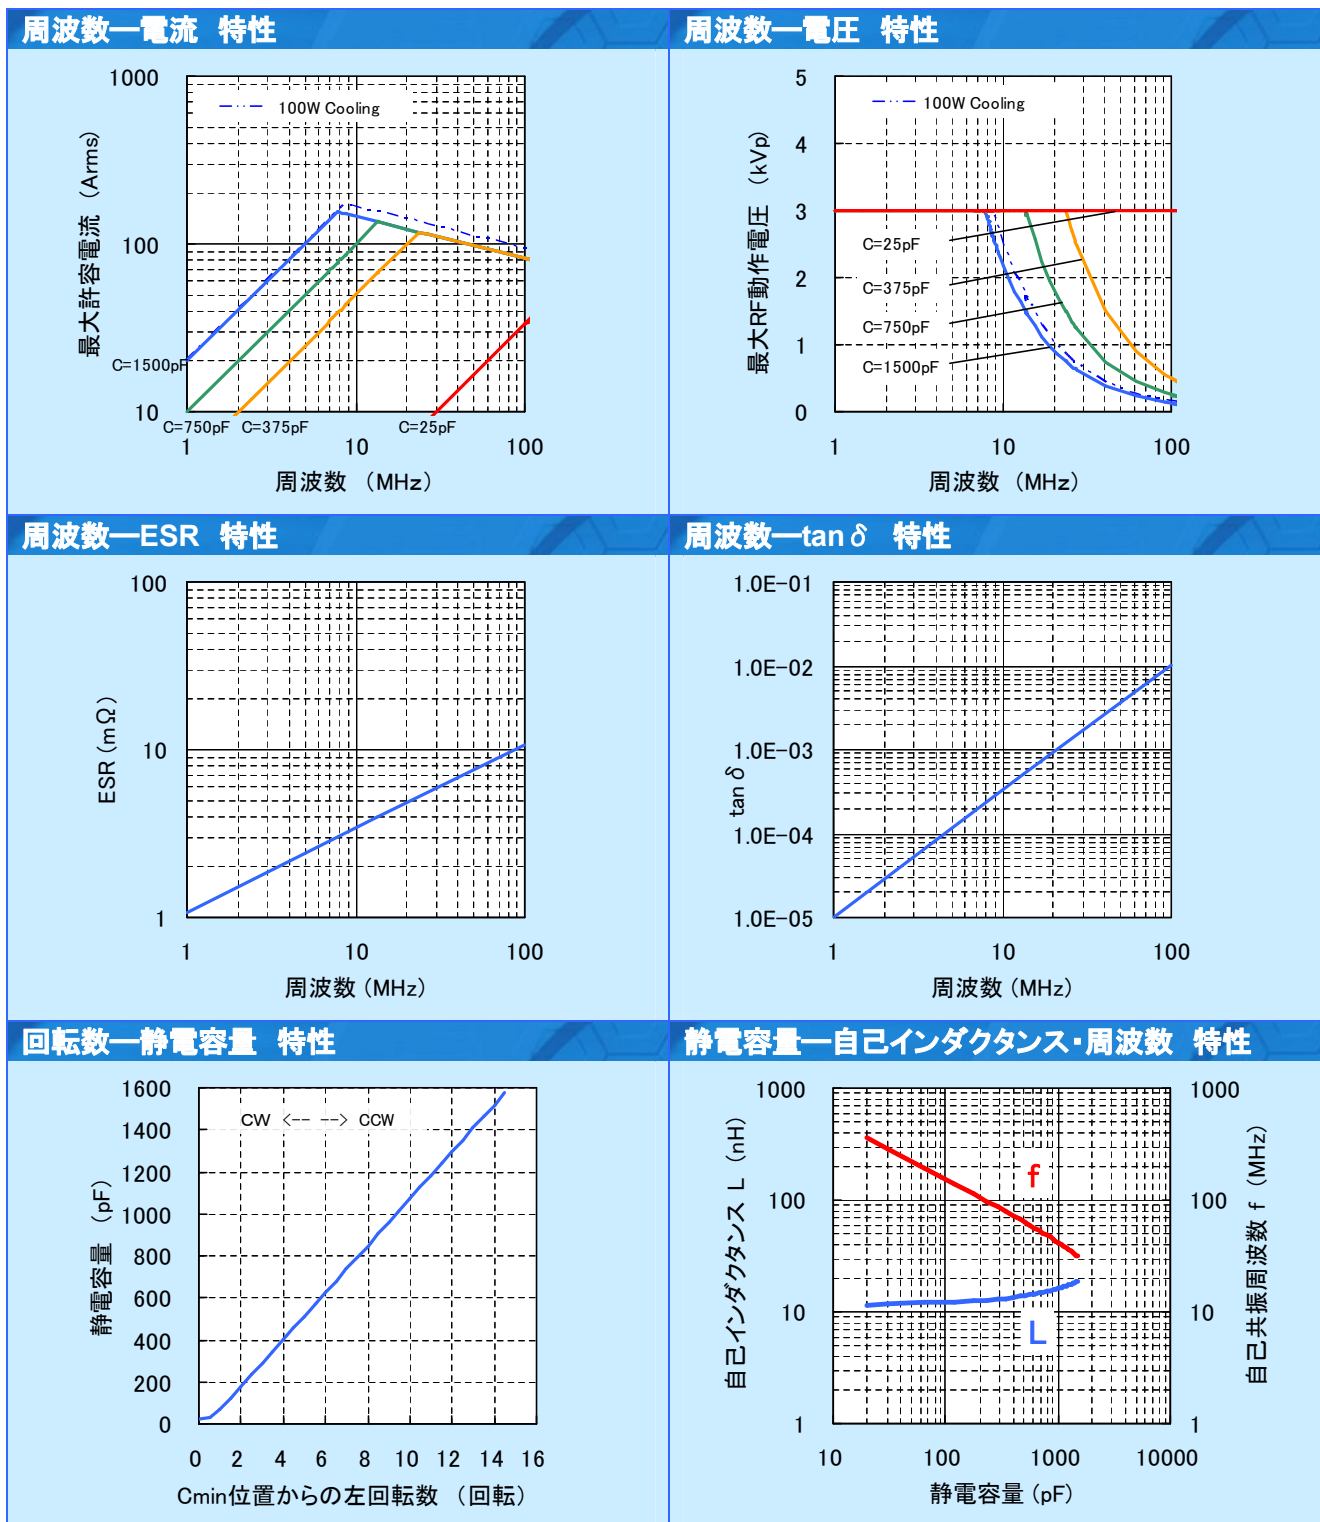 周波数―電流 特性
1000
100
10
1
10
100
100W Cooling
最大許容電流 (Arms)
C=1500pF
C=750pF
C=375pF
C=25pF
周波数 (MHz)
周波数―電圧 特性
5
4
3
2
1
0
1
10
100
100W Cooling
最大RF動作電圧 (kVp)
C=25pF
C=375pF
C=750pF
C=1500pF
周波数 (MHz)
周波数―ESR 特性
100
10
1
1
10
100
ESR (mΩ)
周波数 (MHz)
周波数―tanδ 特性
1.0E-01
1.0E-02
1.0E-03
1.0E-04
1.0E-05
1
10
100
tanδ
周波数 (MHz)
回転数―静電容量 特性
1600
1400
1200
1000
800
600
400
200
0
CW <-- --> CCW
静電容量 (pF)
0 2 4 6 8 10 12 14 16
Cmin位置からの左回転数 (回転)
静電容量―自己インダクタンス・周波数 特性
1000
100
10
1
1000
100
10
1
f
L
自己インダクタンス L (nH)
自己共振周波数 f (MHz)
10
100
1000
10000
静電容量 (pF)